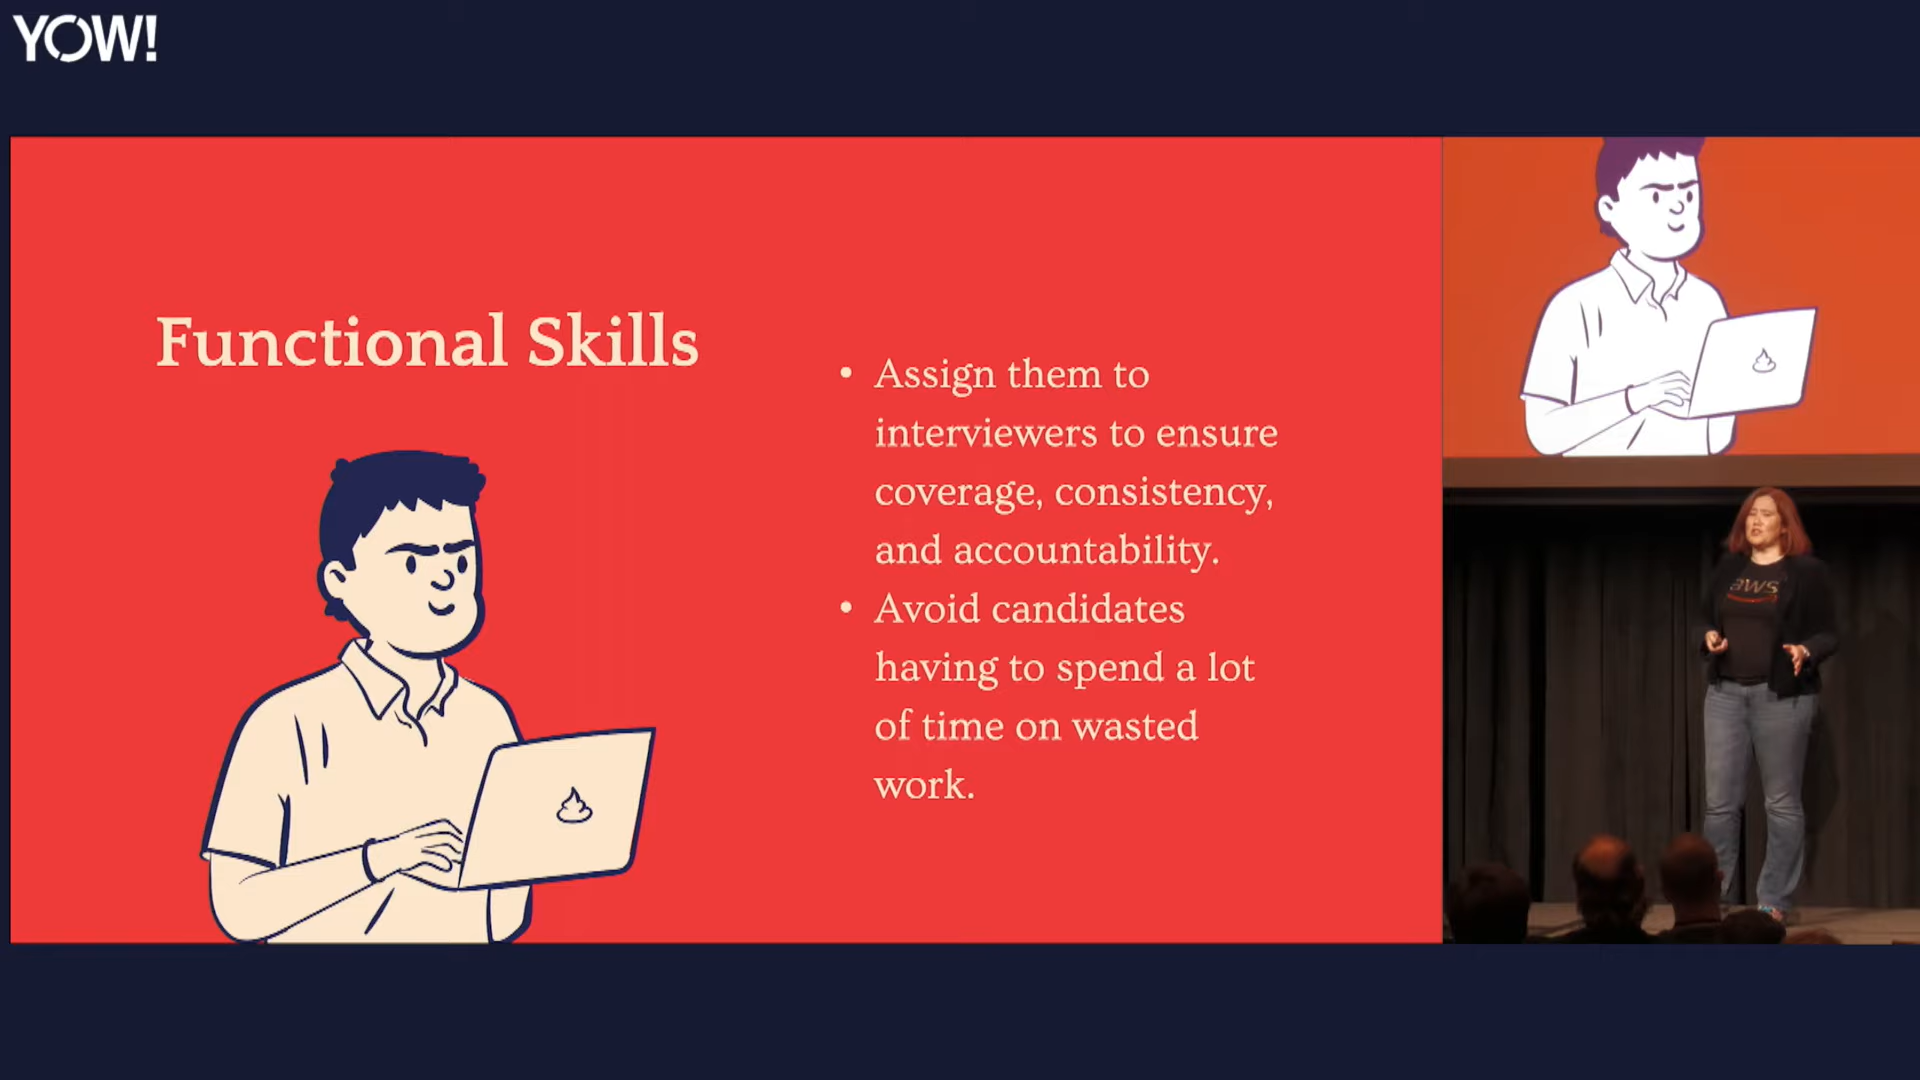 YOW!
Functional Skills
• Assign them to
interviewers to ensure
coverage, consistency,
and accountability.
• Avoid candidates
having to spend a lot
of time on wasted
work.
aws